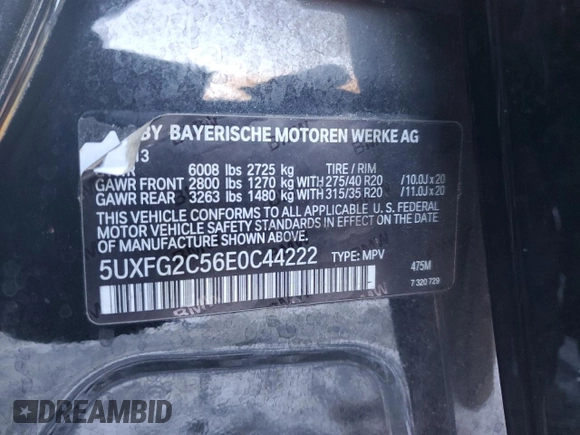 BY BAYERISCHE MOTOREN WERKE AG
13
6008 lbs 2725 kg TIRE / RIM
GAWR FRONT 2800 lbs 1270 kg WITH 275/40 R20 /10.0J x 20
GAWR REAR 3263 lbs 1480 kg WITH 315/35 R20 /11.0J x 20
THIS VEHICLE CONFORMS TO ALL APPLICABLE U. S. FEDERAL
MOTOR VEHICLE SAFETY STANDARDS
IN EFFECT ON THE DATE OF MANUFACTURE
5UXFG2C56E0C44222 TYPE: MPV 475M
7 320 729
DREAMBID